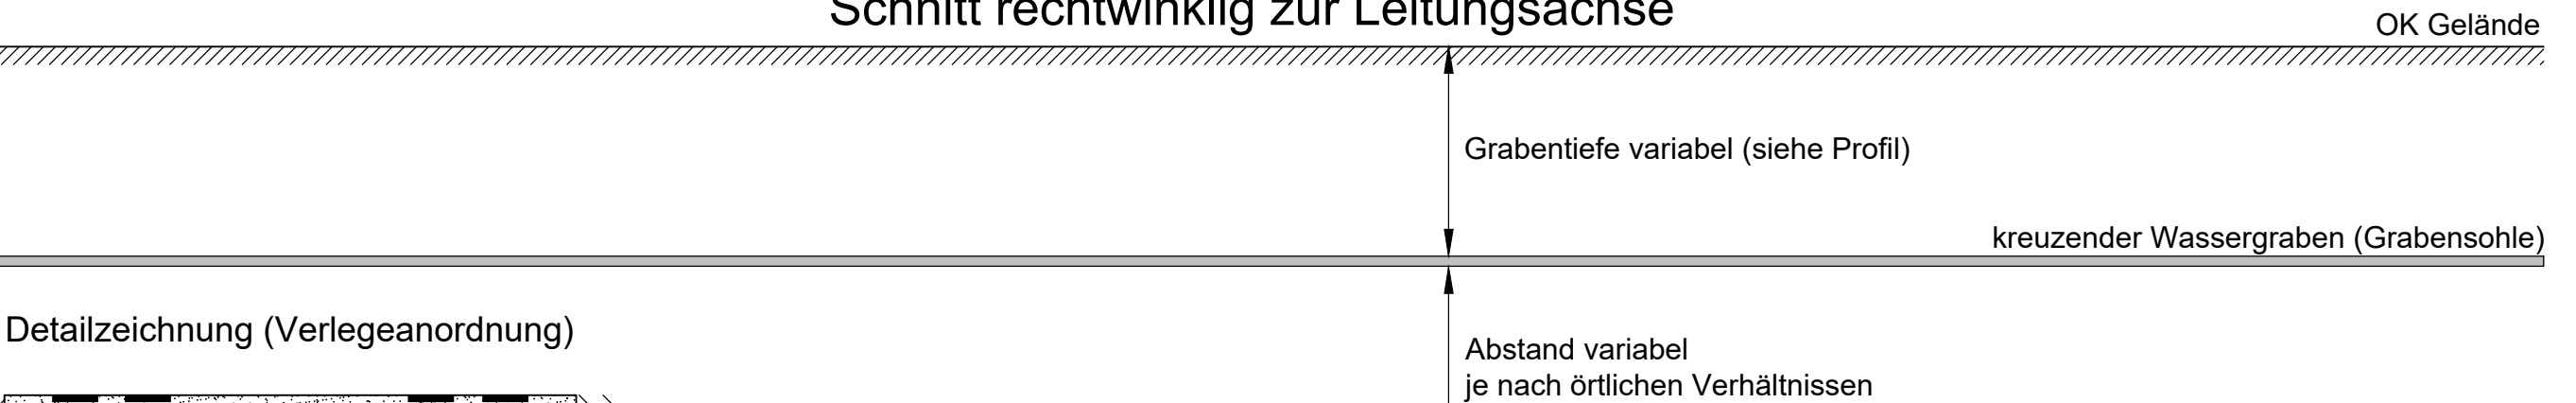 Schnitt rechtwinklig zur Leitungsachse
OK Gelände
Grabentiefe variabel (siehe Profil)
kreuzender Wassergraben (Grabensohle)
Detailzeichnung (Verlegeanordnung)
Abstand variabel
je nach örtlichen Verhältnissen